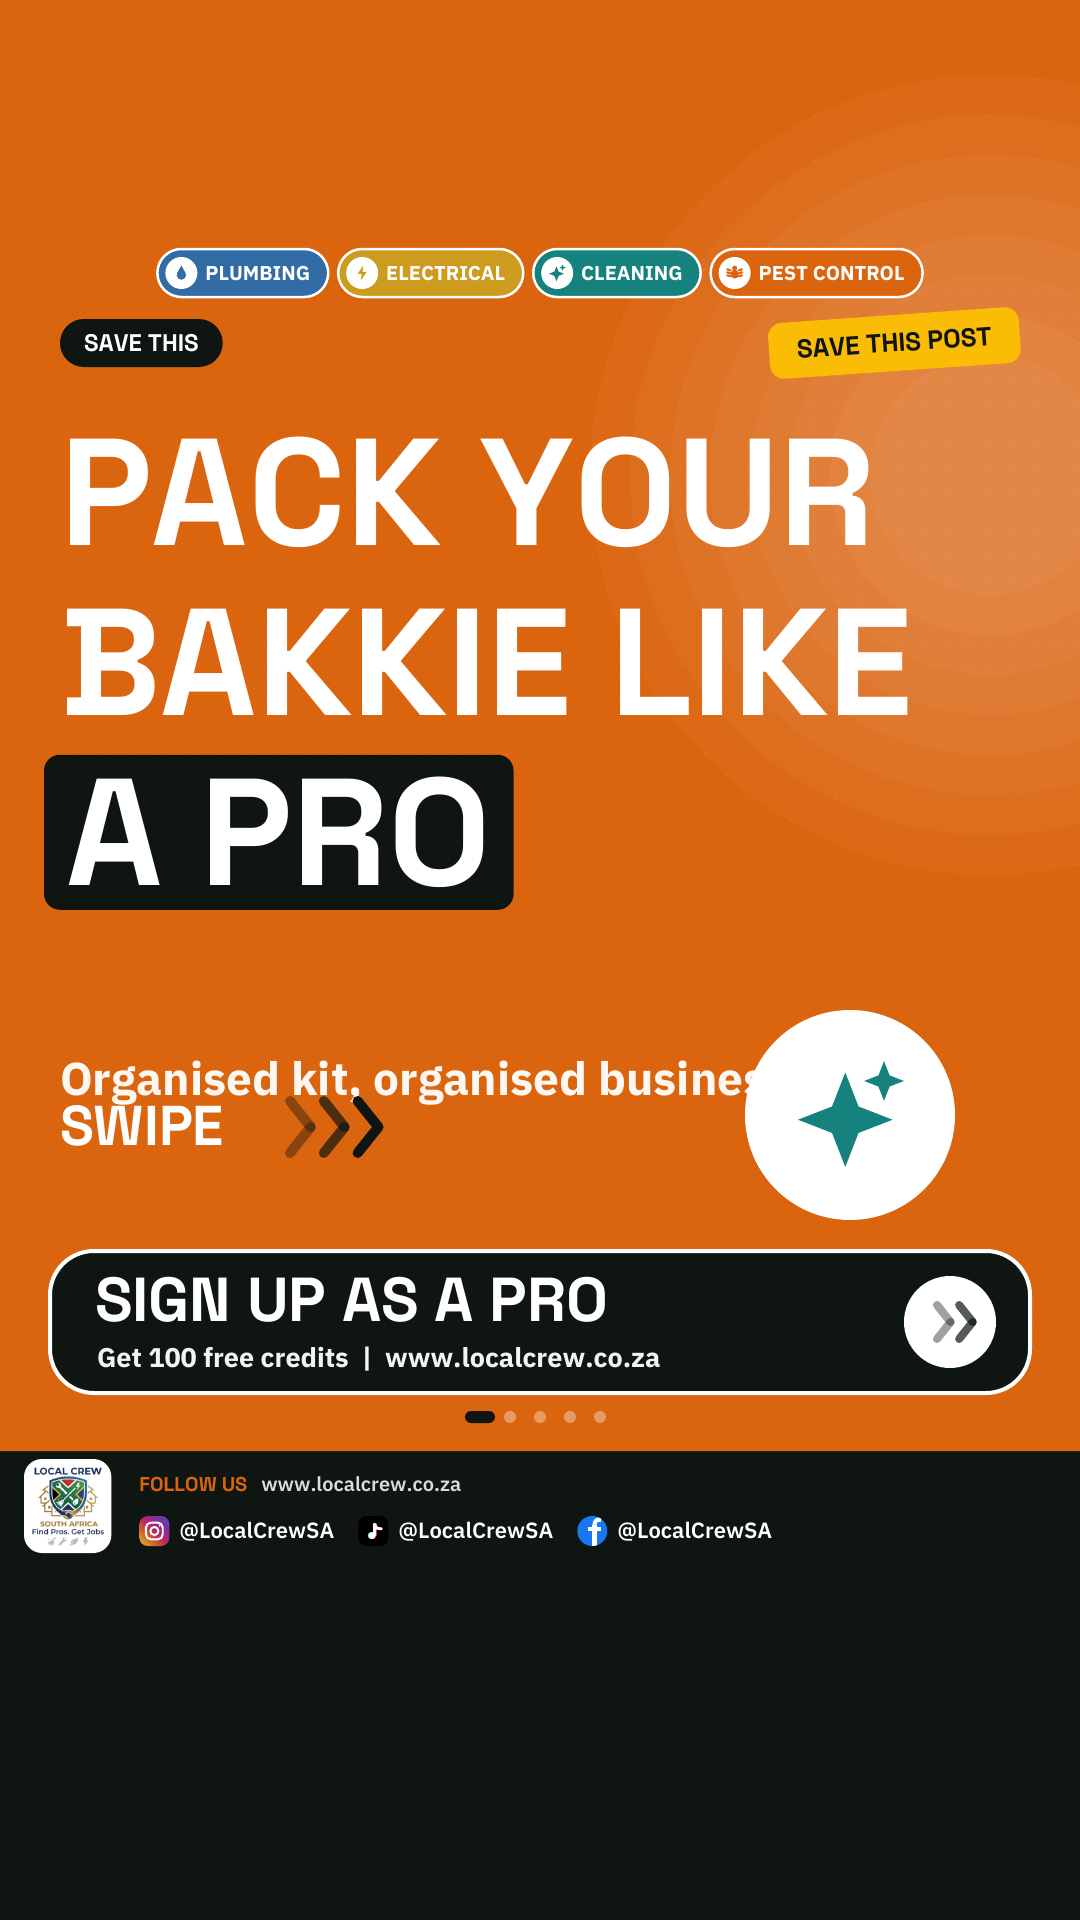 PLUMBING ELECTRICAL CLEANING PEST CONTROL
SAVE THIS
SAVE THIS POST
PACK YOUR
BAKKIE LIKE
A PRO
Organised kit, organised busines
SWIPE
SIGN UP AS A PRO
Get 100 free credits | www.localcrew.co.za
LOCAL CREW
SOUTH AFRICA
Find Pros. Get Jobs
FOLLOW US www.localcrew.co.za
@LocalCrewSA @LocalCrewSA @LocalCrewSA